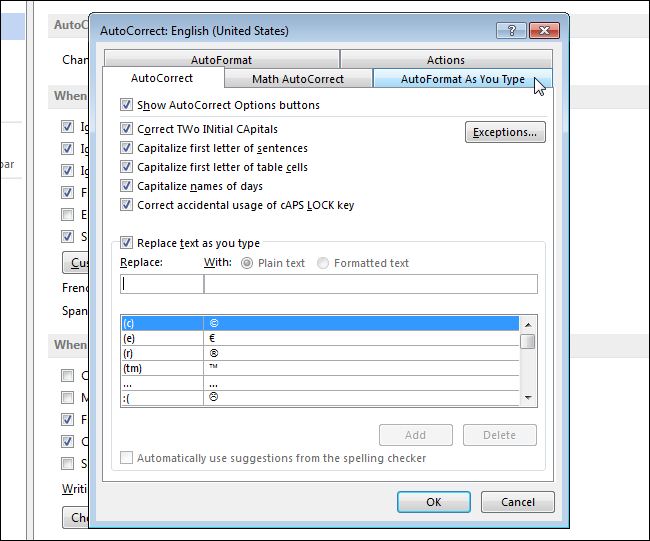 AutoCorrect: English (United States)
AutoFormat
Actions
AutoCorrect
Math AutoCorrect
AutoFormat As You Type
Show AutoCorrect Options buttons
Correct TWo INitial CApitals
Exceptions...
Capitalize first letter of sentences
Capitalize first letter of table cells
Capitalize names of days
Correct accidental usage of cAPS LOCK key
Replace text as you type
Replace:
With:
Plain text
Formatted text
(c) ©
(e) €
(r) ®
(tm) ™
... …
:( ☹
Add
Delete
Automatically use suggestions from the spelling checker
OK
Cancel
AutoC
Chan
When
Ig
Ig
Ig
F
E
S
Cus
Frenc
Span
When
C
M
F
C
S
Writi
Che
par